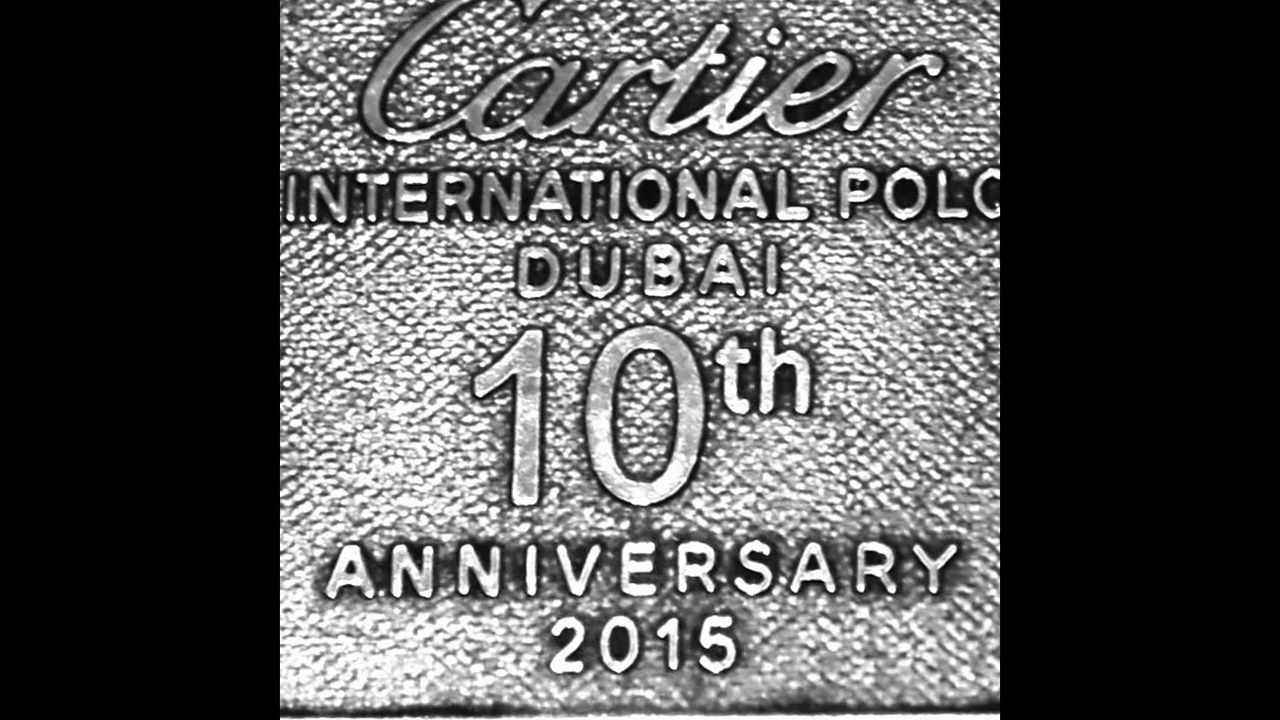 Cartier
INTERNATIONAL POLO
DUBAI
10th
ANNIVERSARY
2015